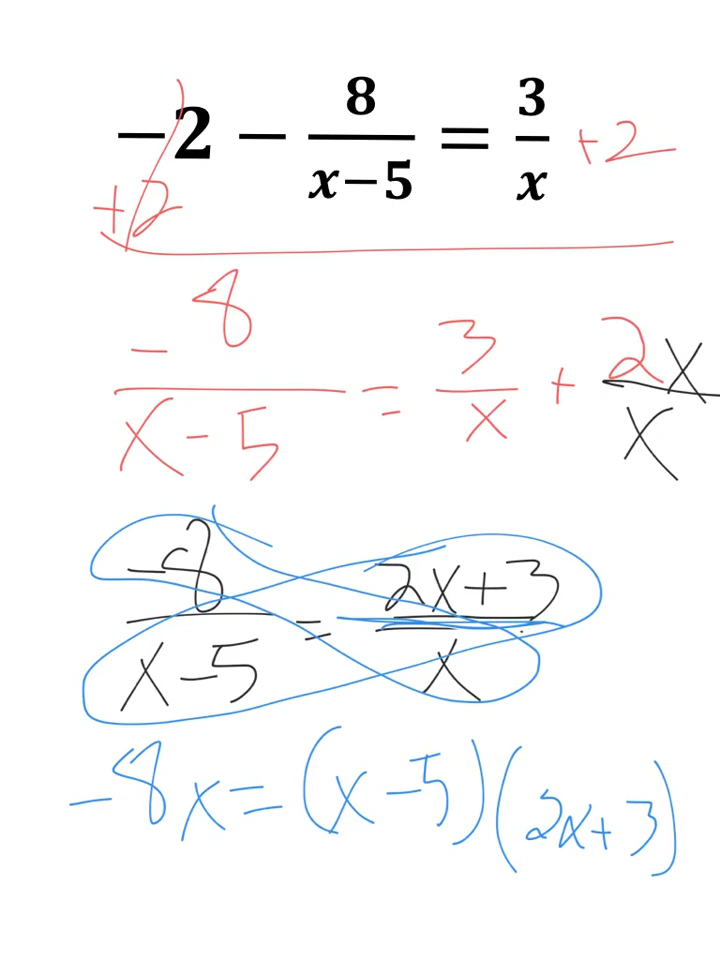 −2 − 8/(x−5) = 3/x +2
+2
-8/(x-5) = 3/x + 2x/x
-8/(x-5) = (2x+3)/x
-8x = (x-5)(2x+3)